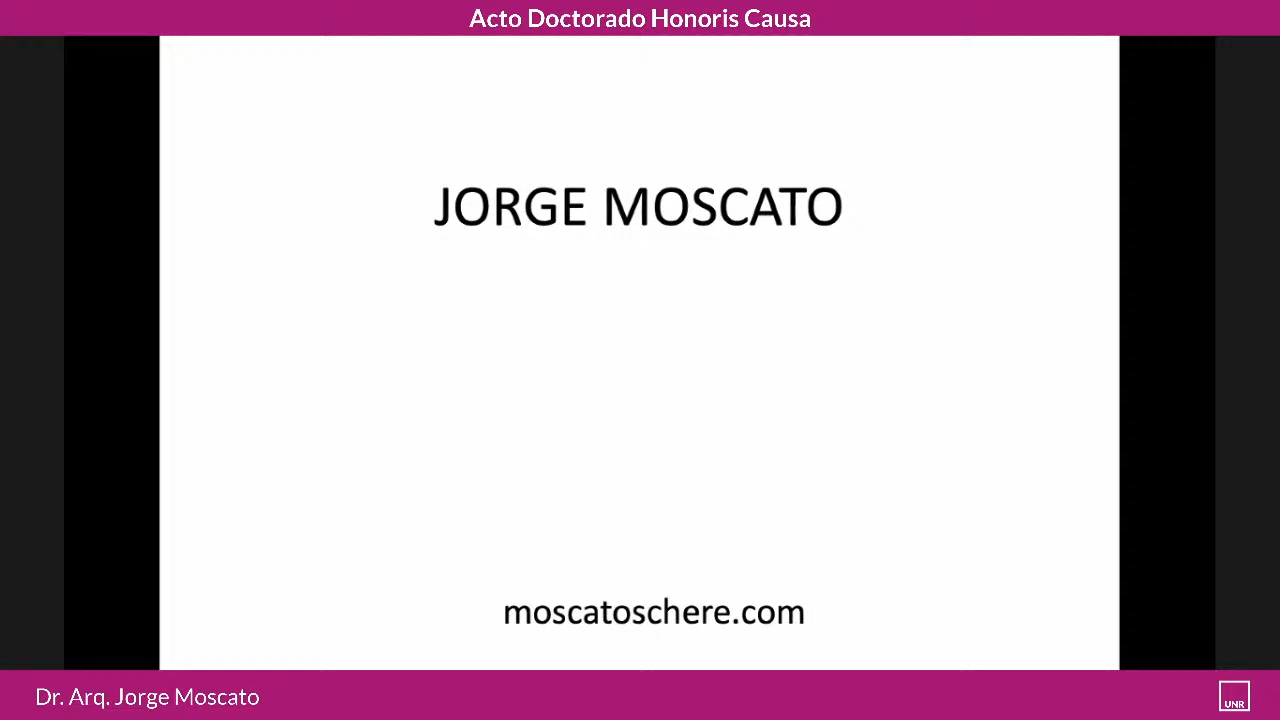 Acto Doctorado Honoris Causa
JORGE MOSCATO
moscatoschere.com
Dr. Arq. Jorge Moscato
UNR